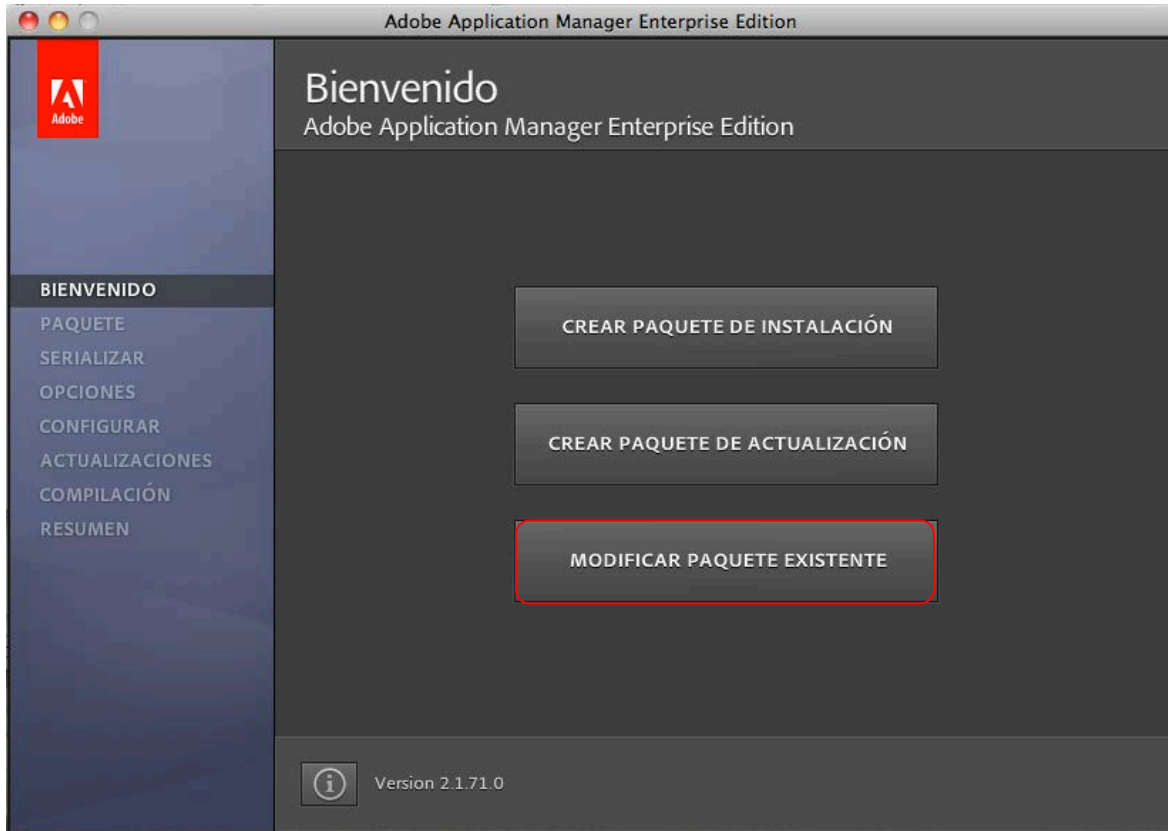 Adobe Application Manager Enterprise Edition
Adobe
Bienvenido
Adobe Application Manager Enterprise Edition
BIENVENIDO
PAQUETE
SERIALIZAR
OPCIONES
CONFIGURAR
ACTUALIZACIONES
COMPILACIÓN
RESUMEN
CREAR PAQUETE DE INSTALACIÓN
CREAR PAQUETE DE ACTUALIZACIÓN
MODIFICAR PAQUETE EXISTENTE
Version 2.1.71.0